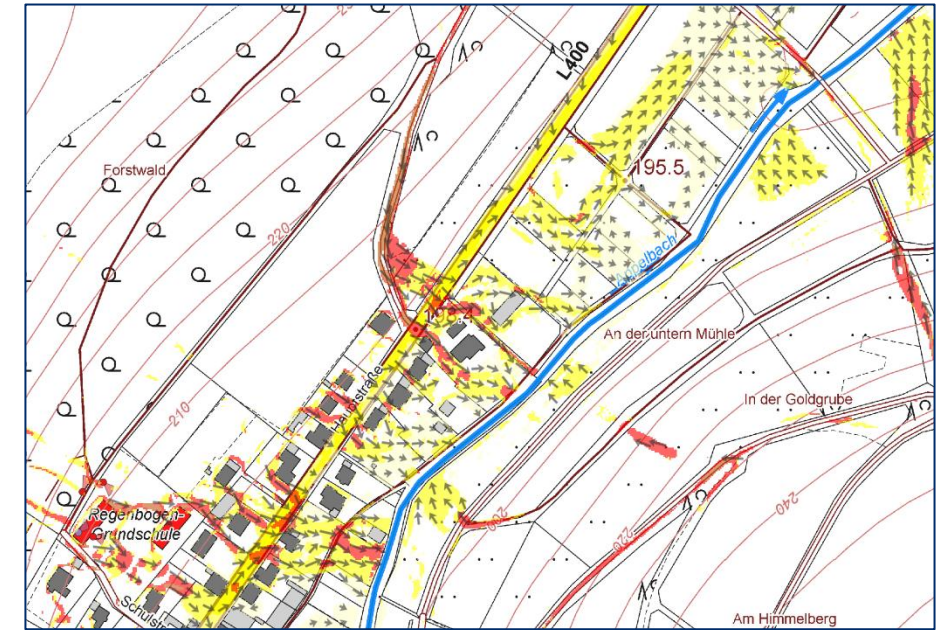 L400
Forstwald
195.5
220
Appelbach
An der untern Mühle
In der Goldgrube
210
Regenbogen-
Grundschule
200
220
240
Am Himmelberg